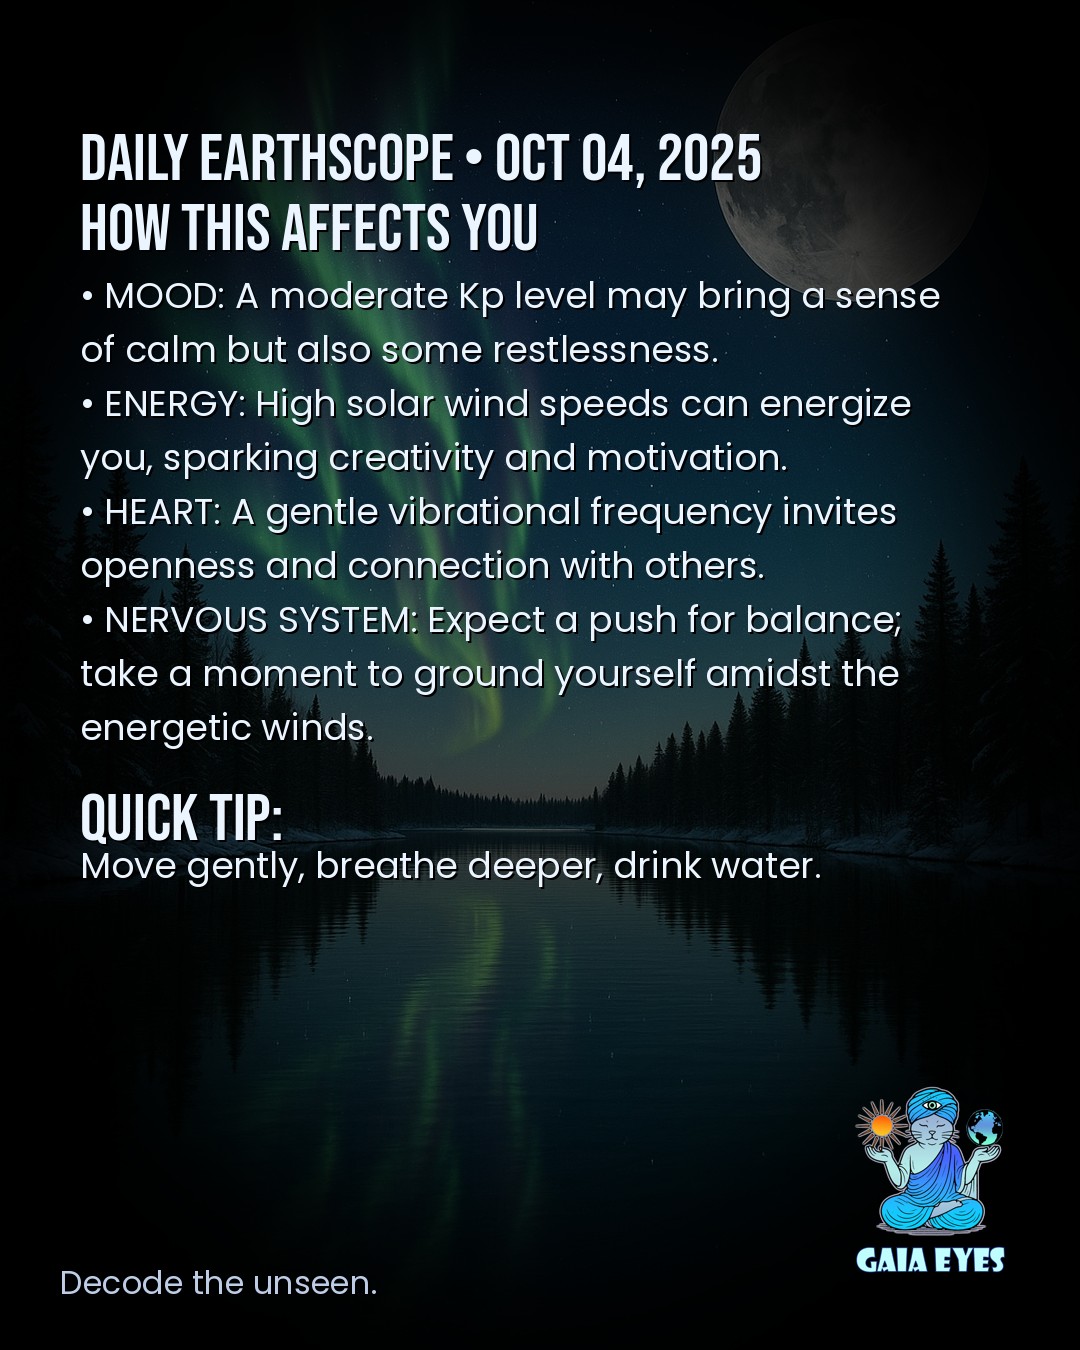 DAILY EARTHSCOPE • OCT 04, 2025
HOW THIS AFFECTS YOU
• MOOD: A moderate Kp level may bring a sense
of calm but also some restlessness.
• ENERGY: High solar wind speeds can energize
you, sparking creativity and motivation.
• HEART: A gentle vibrational frequency invites
openness and connection with others.
• NERVOUS SYSTEM: Expect a push for balance;
take a moment to ground yourself amidst the
energetic winds.
QUICK TIP:
Move gently, breathe deeper, drink water.
GAIA EYES
Decode the unseen.